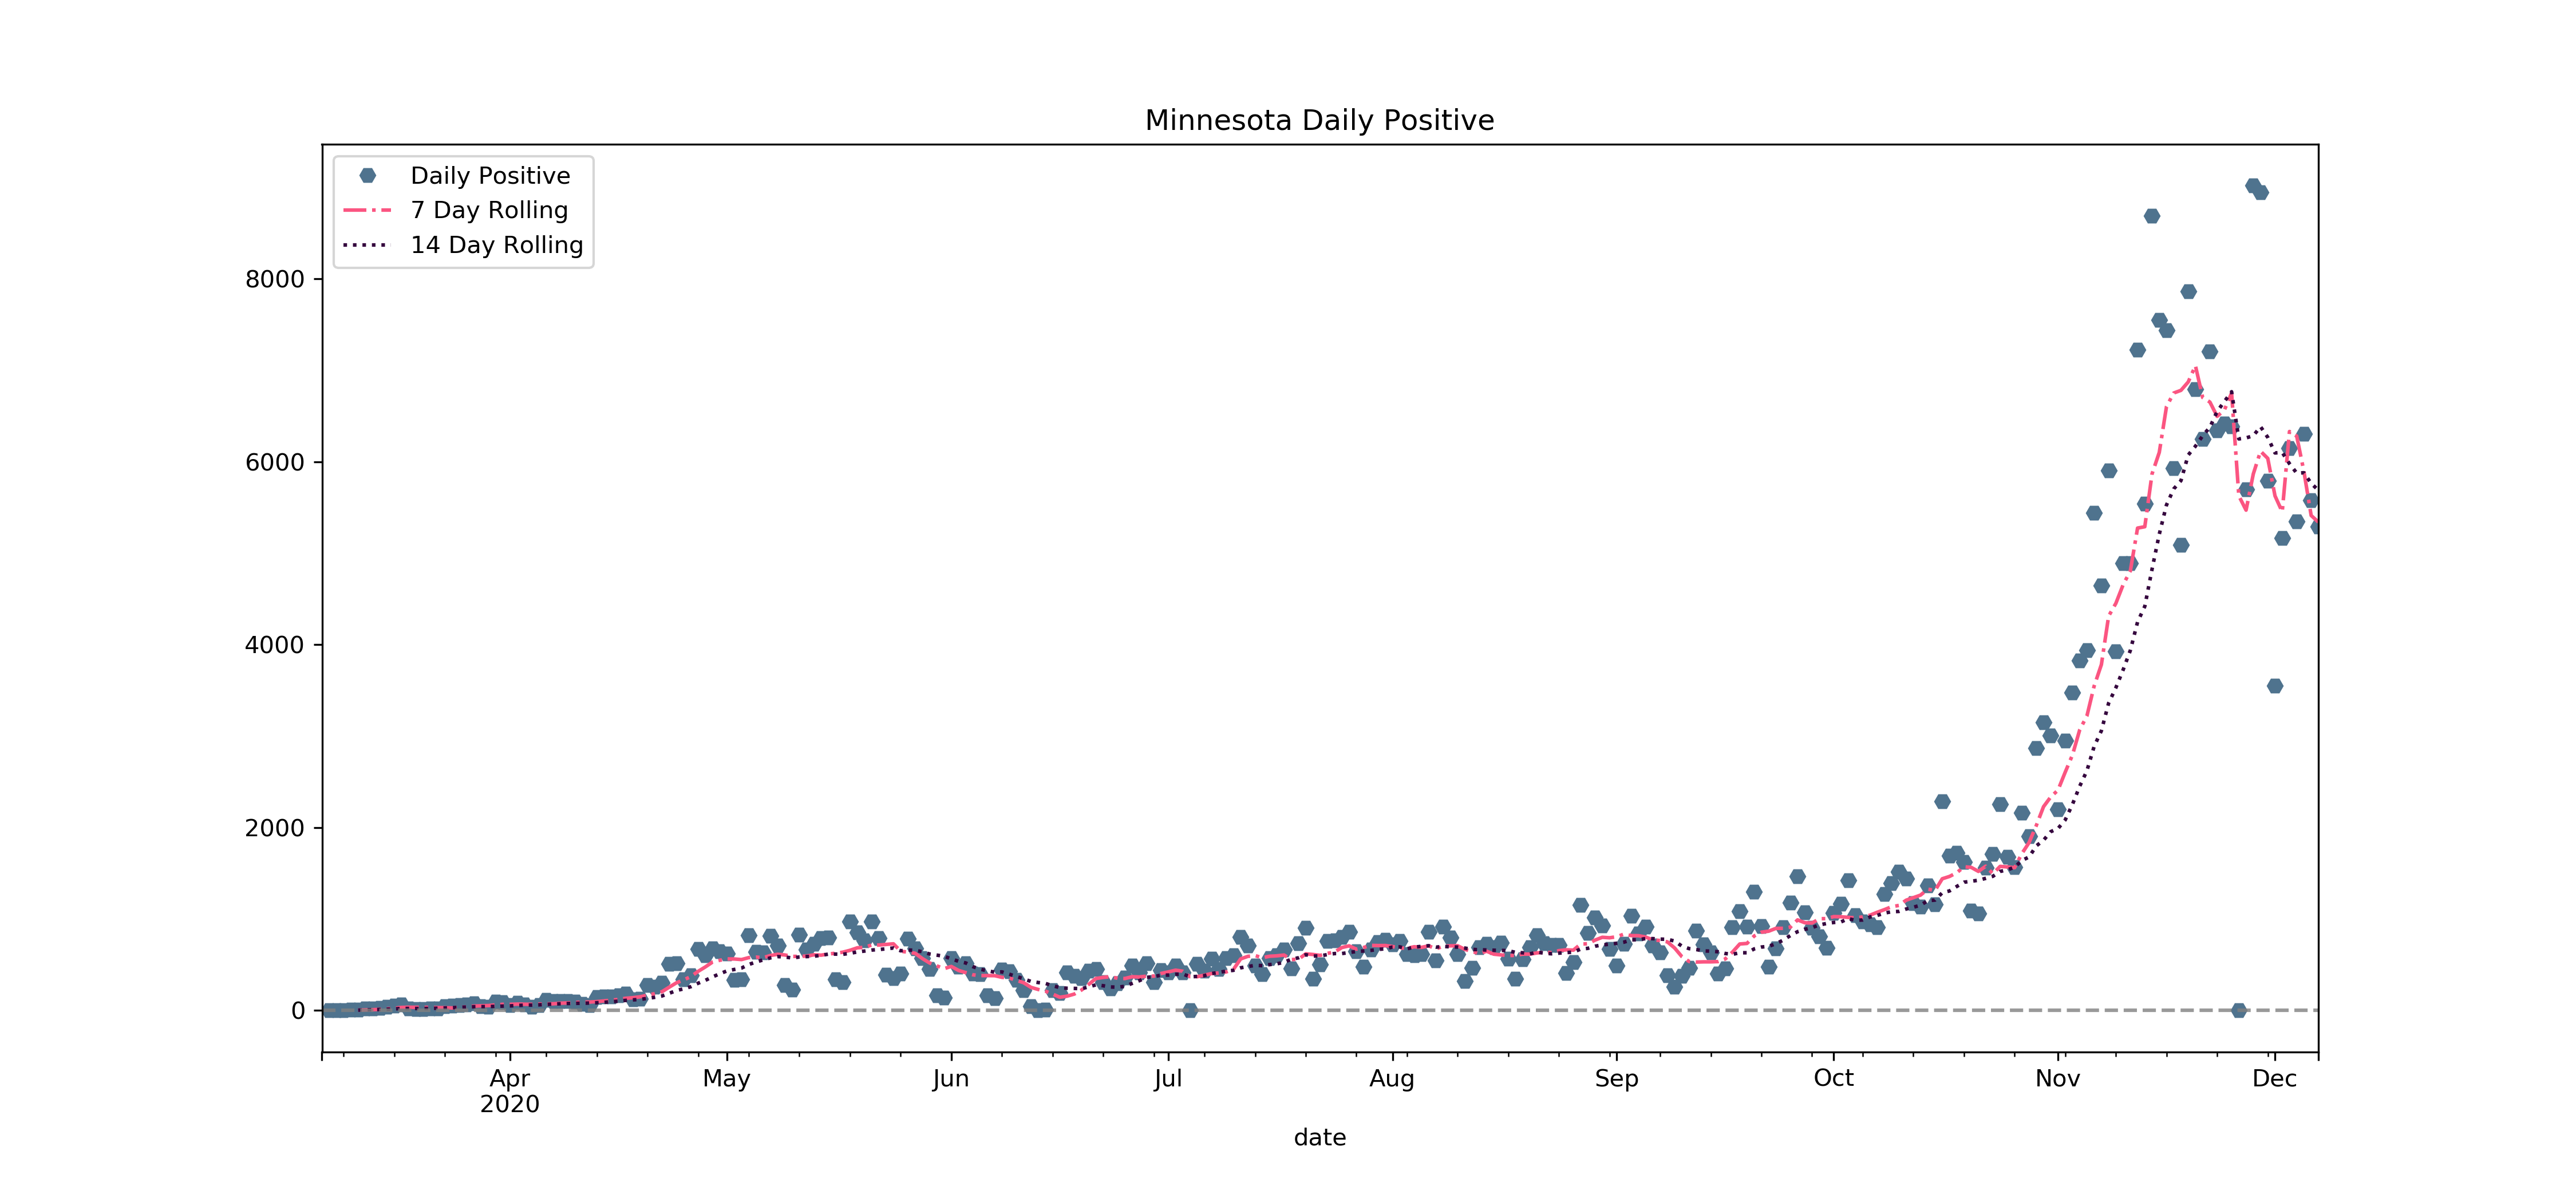 Minnesota Daily Positive
Daily Positive
7 Day Rolling
14 Day Rolling
8000
6000
4000
2000
0
Apr May Jun Jul Aug Sep Oct Nov Dec
2020
date